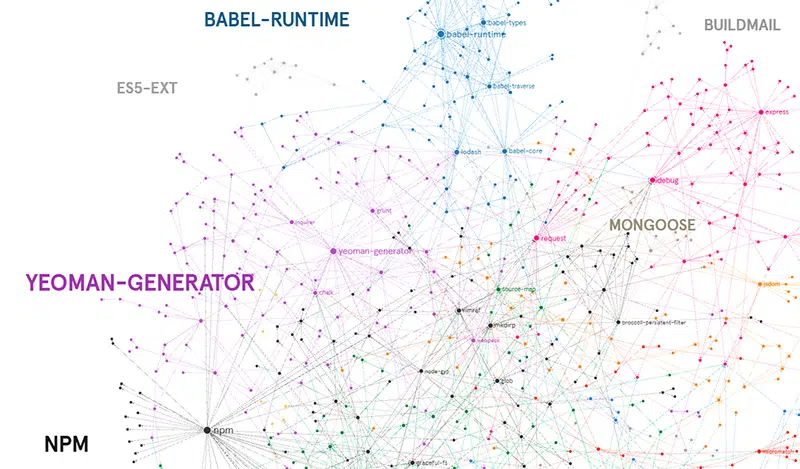 BABEL-RUNTIME
babel-types
BUILDMAIL
babel-runtime
ES5-EXT
babel-traverse
express
lodash
babel-core
debug
inquirer
grunt
MONGOOSE
request
yeoman-generator
YEOMAN-GENERATOR
jsdom
source-map
chalk
rimraf
mkdirp
broccoli-persistent-filter
webpack
node-gyp
glob
npm
NPM
micromatch
graceful-fs